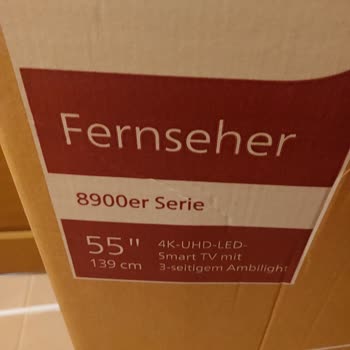 Fernseher
8900er Serie
55"
139 cm
4K-UHD-LED-
Smart TV mit
3-seitigem Ambilight